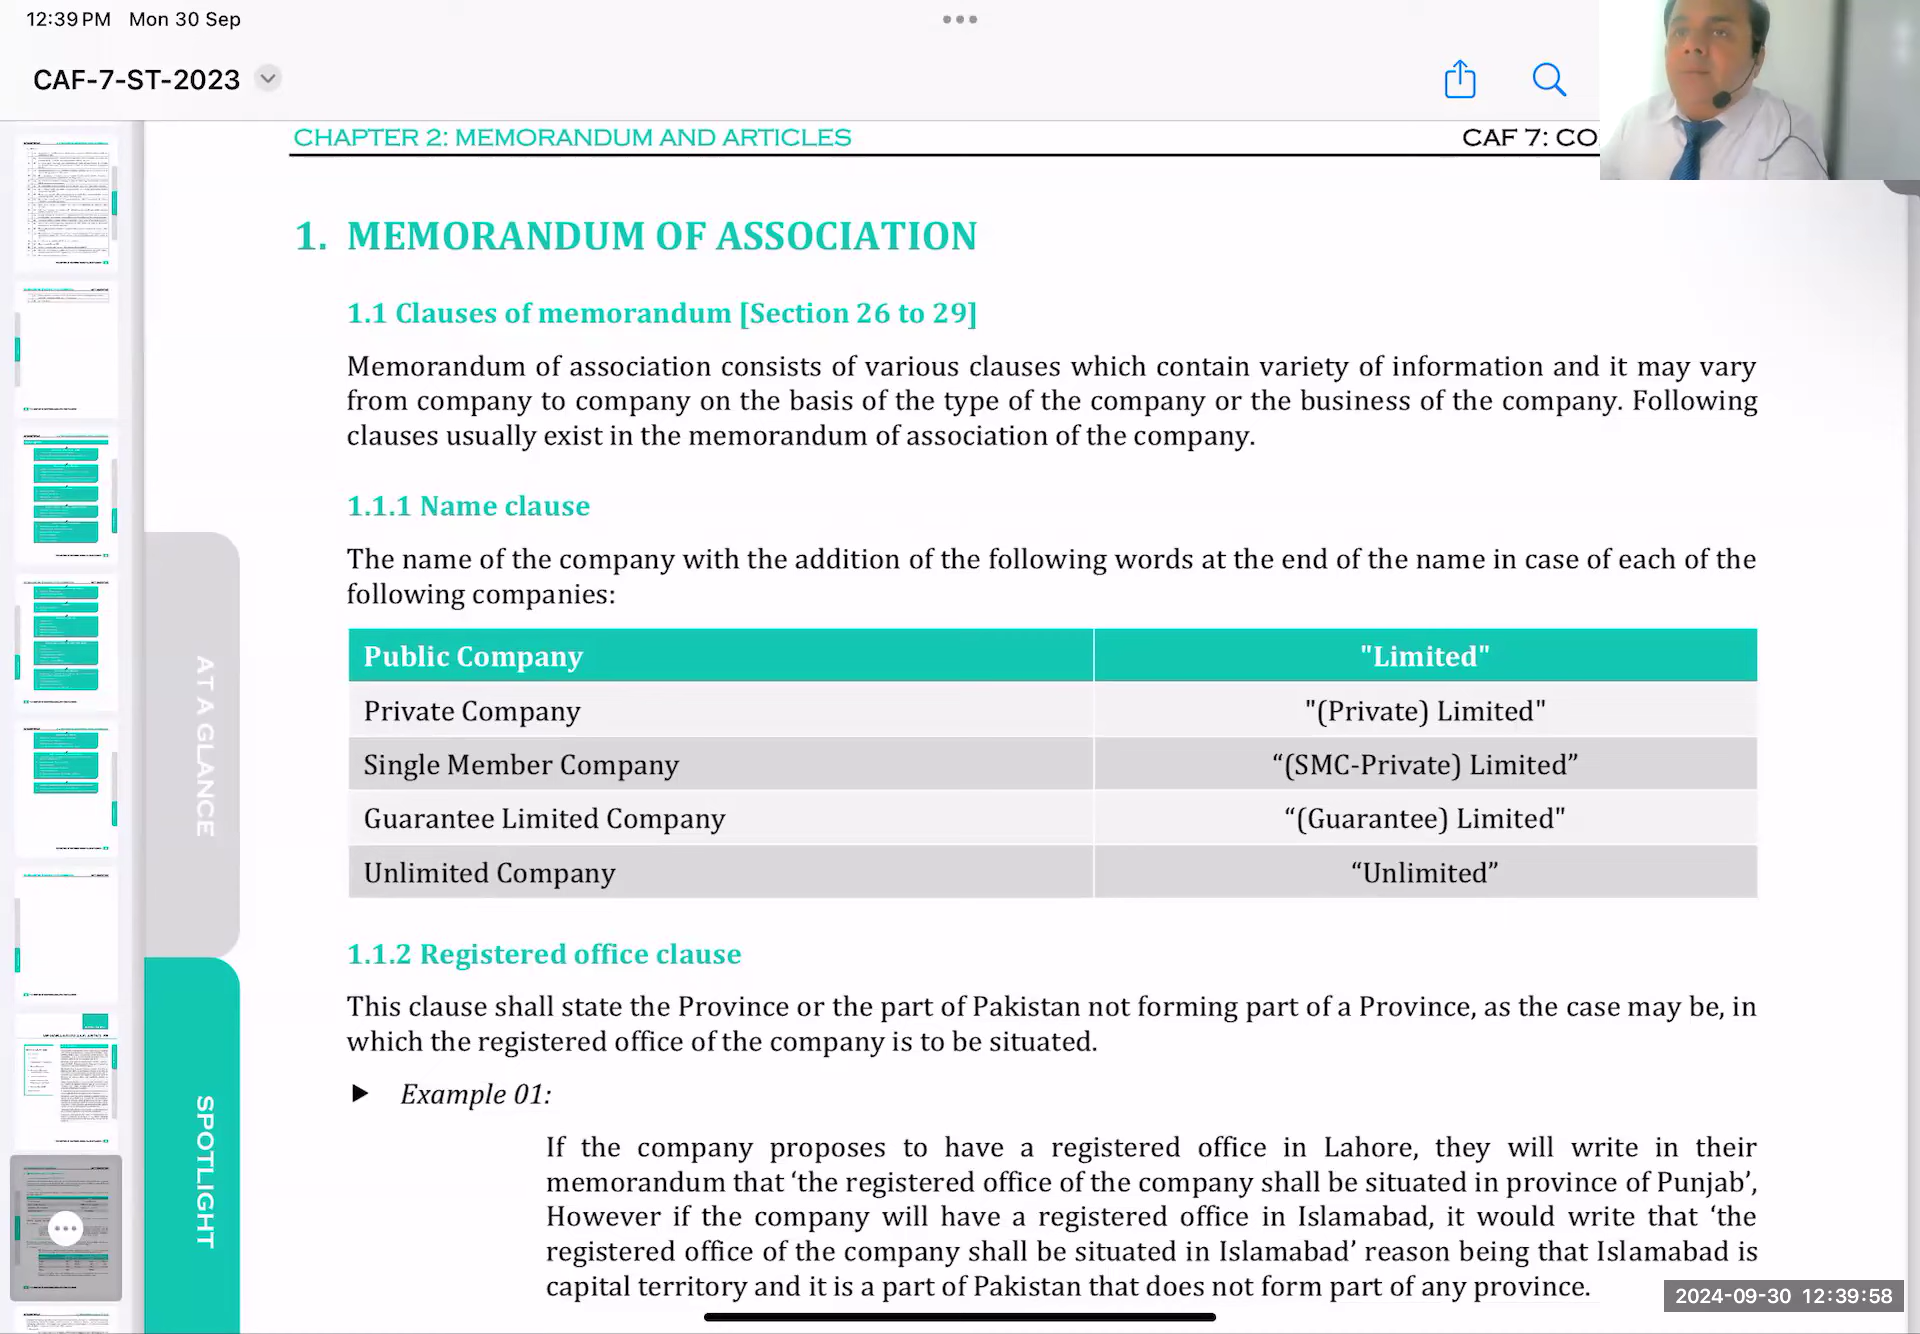 12:39 PM Mon 30 Sep
CAF-7-ST-2023
CHAPTER 2: MEMORANDUM AND ARTICLES
CAF 7: CO
1. MEMORANDUM OF ASSOCIATION
1.1 Clauses of memorandum [Section 26 to 29]
Memorandum of association consists of various clauses which contain variety of information and it may vary
from company to company on the basis of the type of the company or the business of the company. Following
clauses usually exist in the memorandum of association of the company.
1.1.1 Name clause
The name of the company with the addition of the following words at the end of the name in case of each of the
following companies:
Public Company "Limited"
Private Company "(Private) Limited"
Single Member Company “(SMC-Private) Limited”
Guarantee Limited Company “(Guarantee) Limited"
Unlimited Company “Unlimited”
1.1.2 Registered office clause
This clause shall state the Province or the part of Pakistan not forming part of a Province, as the case may be, in
which the registered office of the company is to be situated.
Example 01:
If the company proposes to have a registered office in Lahore, they will write in their
memorandum that ‘the registered office of the company shall be situated in province of Punjab’,
However if the company will have a registered office in Islamabad, it would write that ‘the
registered office of the company shall be situated in Islamabad’ reason being that Islamabad is
capital territory and it is a part of Pakistan that does not form part of any province.
AT A GLANCE
SPOTLIGHT
2024-09-30 12:39:58